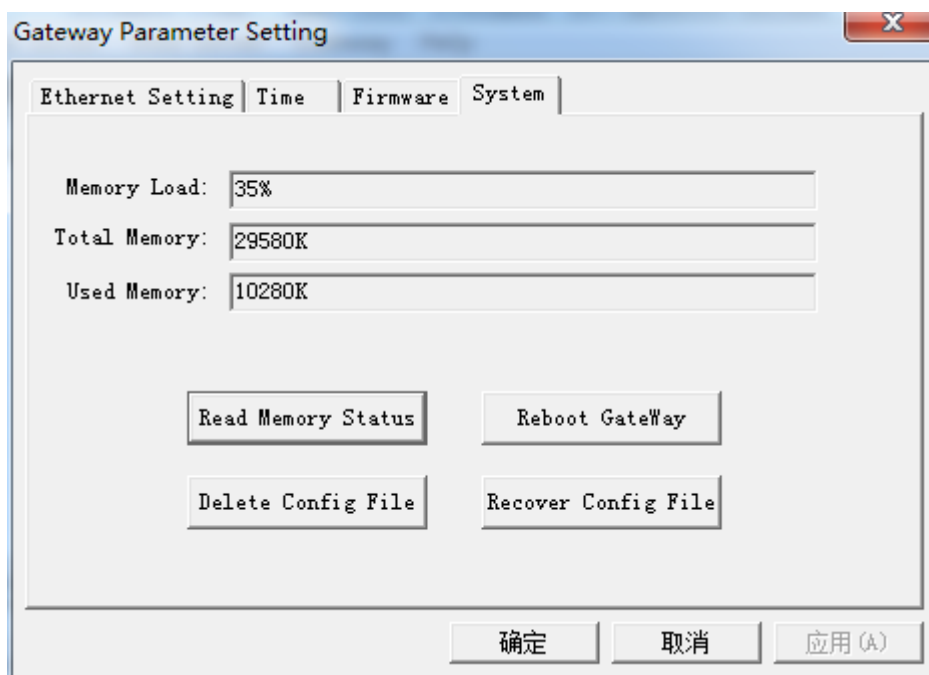 Gateway Parameter Setting
Ethernet Setting Time Firmware System
Memory Load: 35%
Total Memory: 29580K
Used Memory: 10280K
Read Memory Status Reboot GateWay
Delete Config File Recover Config File
确定 取消 应用(A)